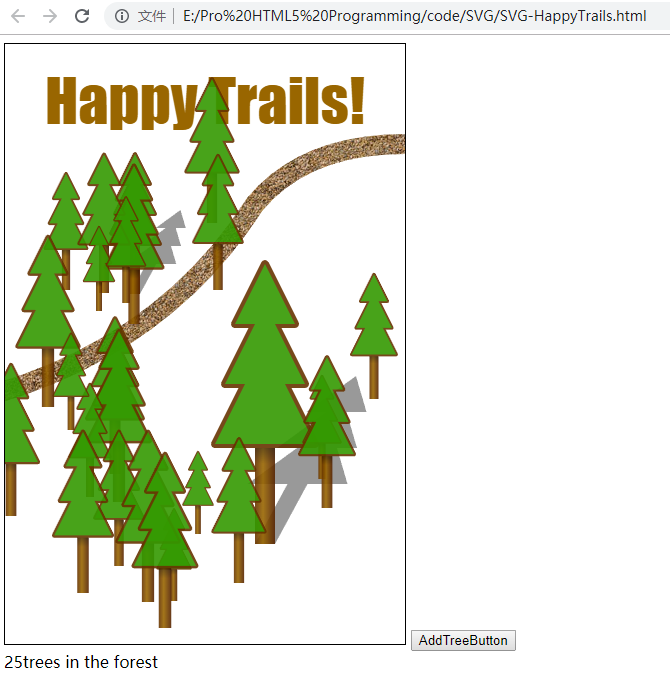 文件 E:/Pro%20HTML5%20Programming/code/SVG/SVG-HappyTrails.html
Happy Trails!
AddTreeButton
25trees in the forest